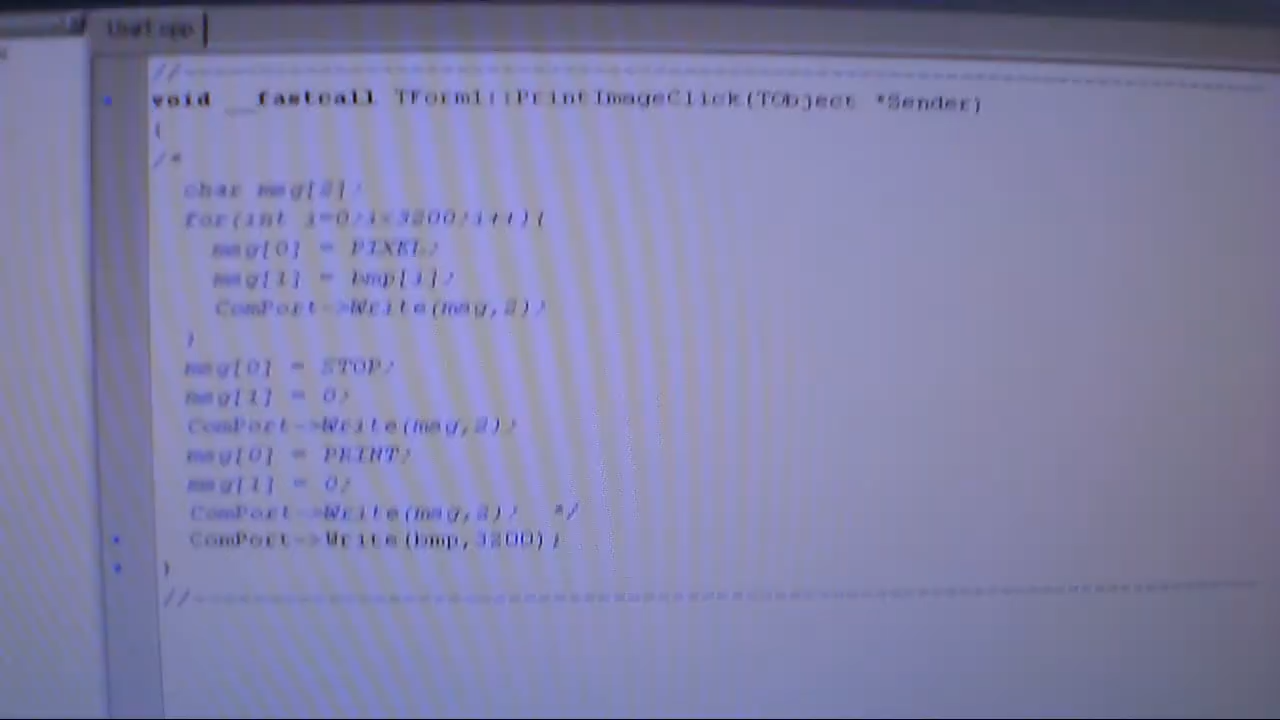 Unit1.cpp
//------------------------------------------------------------
void __fastcall TForm1::PrintImageClick(TObject *Sender)
{
/*
char msg[2];
for(int i=0;i<3200;i++){
msg[0] = PIXEL;
msg[1] = bmp[i];
ComPort->Write(msg,2);
}
msg[0] = STOP;
msg[1] = 0;
ComPort->Write(msg,2);
msg[0] = PRINT;
msg[1] = 0;
ComPort->Write(msg,2); */
ComPort->Write(bmp,3200);
}
//------------------------------------------------------------